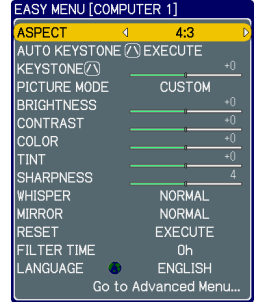 EASY MENU [COMPUTER 1]
ASPECT 4:3
AUTO KEYSTONE EXECUTE
KEYSTONE +0
PICTURE MODE CUSTOM
BRIGHTNESS +0
CONTRAST +0
COLOR +0
TINT +0
SHARPNESS 4
WHISPER NORMAL
MIRROR NORMAL
RESET EXECUTE
FILTER TIME 0h
LANGUAGE ENGLISH
Go to Advanced Menu...